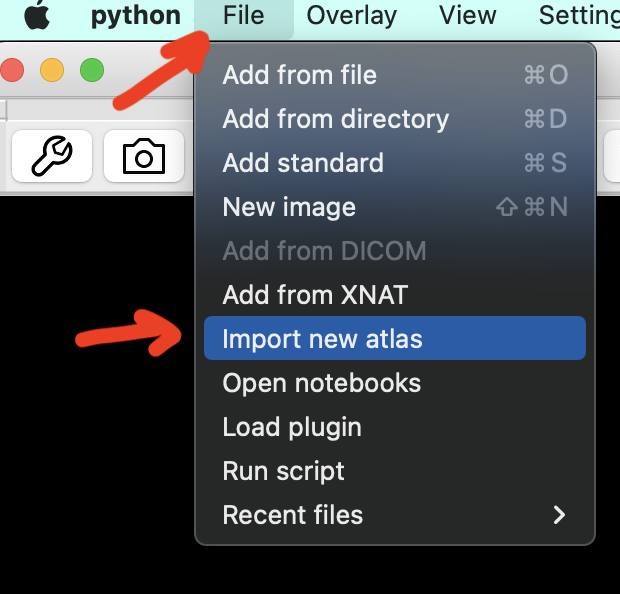 python File Overlay View
Add from file ⌘O
Add from directory ⌘D
Add standard ⌘S
New image ⇧⌘N
Add from DICOM
Add from XNAT
Import new atlas
Open notebooks
Load plugin
Run script
Recent files